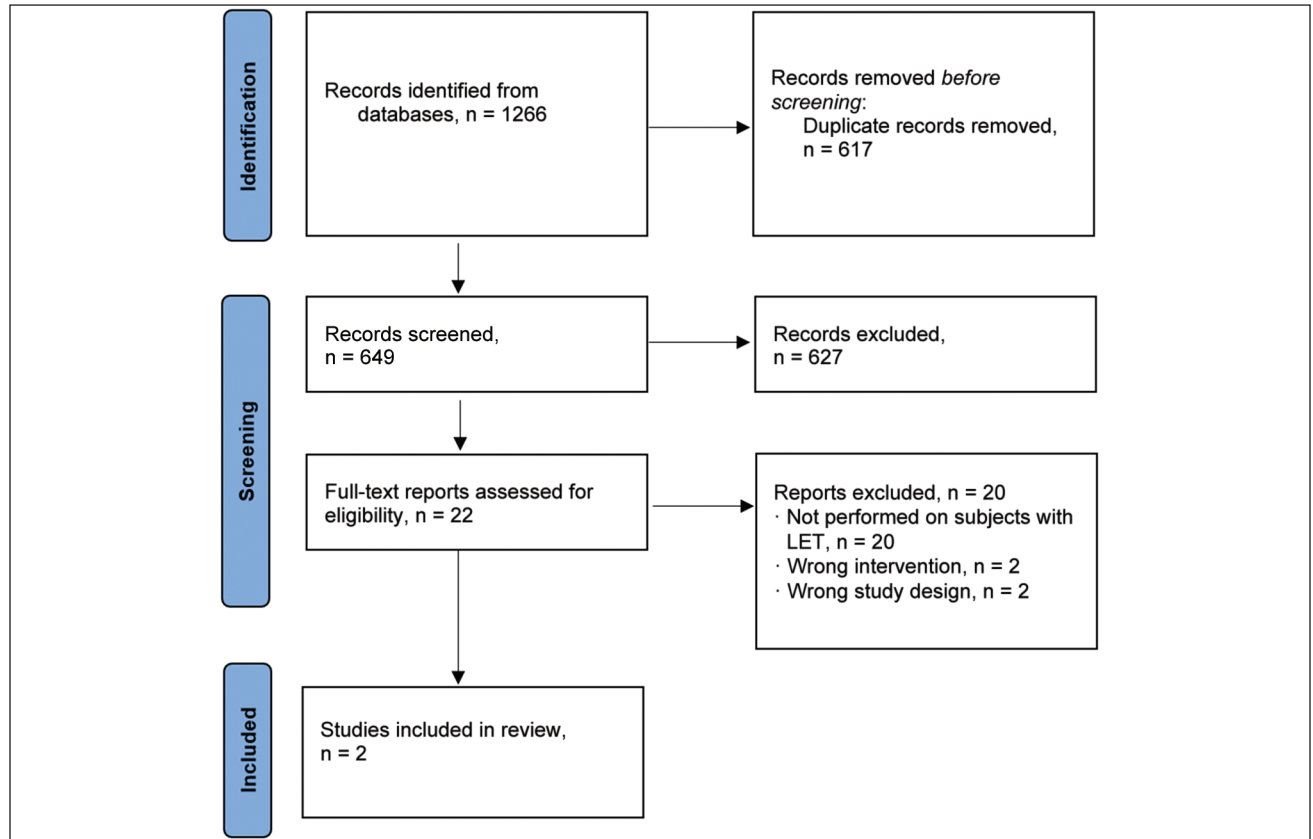 Identification
Records identified from
databases, n = 1266
Records removed before
screening:
Duplicate records removed,
n = 617
Screening
Records screened,
n = 649
Records excluded,
n = 627
Full-text reports assessed for
eligibility, n = 22
Reports excluded, n = 20
· Not performed on subjects with
LET, n = 20
· Wrong intervention, n = 2
· Wrong study design, n = 2
Included
Studies included in review,
n = 2